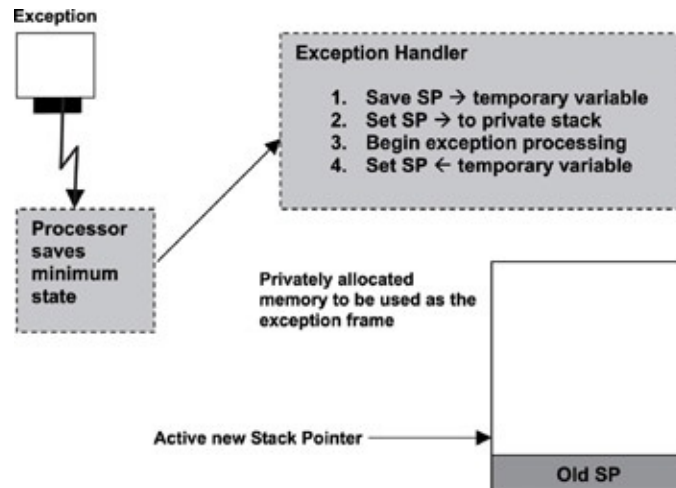 Exception
Exception Handler
1. Save SP → temporary variable
2. Set SP → to private stack
3. Begin exception processing
4. Set SP ← temporary variable
Processor
saves
minimum
state
Privately allocated
memory to be used as the
exception frame
Active new Stack Pointer
Old SP